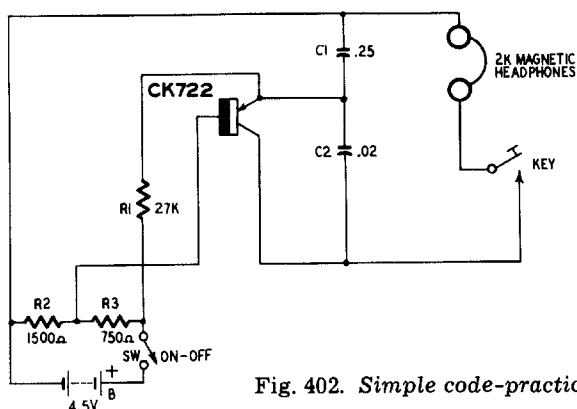 C1 .25
2K MAGNETIC
HEADPHONES
CK722
C2 .02
KEY
R1 27K
R2 R3
1500Ω 750Ω
SW ON-OFF
+
B
4.5V
Fig. 402. Simple code-practic